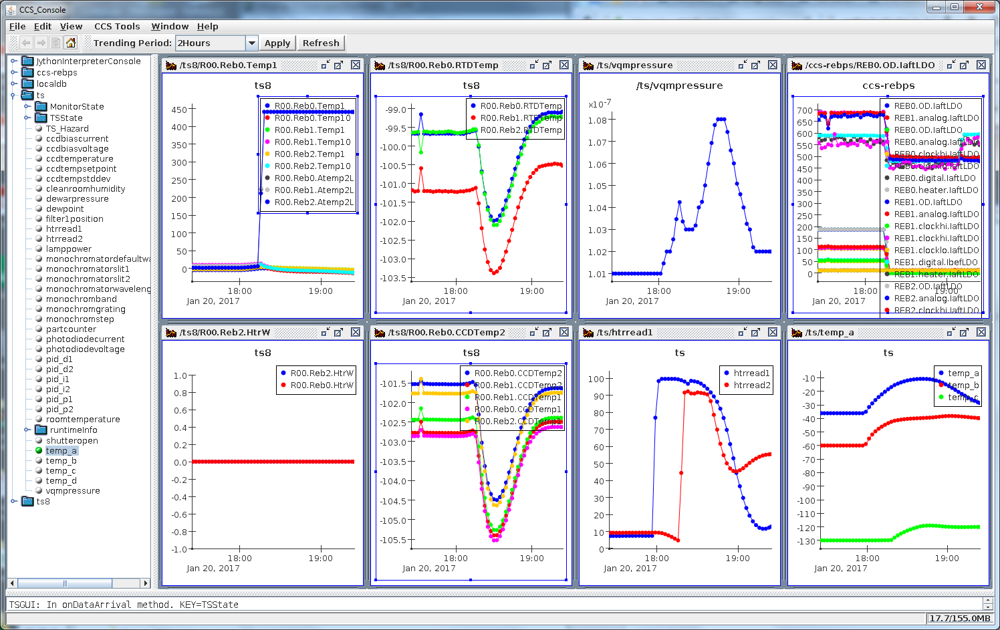 CCS_Console
File Edit View CCS Tools Window Help
Trending Period: 2Hours Apply Refresh
JythonInterpreterConsole
ccs-rebps
localdb
ts
MonitorState
TSState
TS_Hazard
ccdbiascurrent
ccdbiasvoltage
ccdtemperature
ccdtempsetpoint
ccdtempstddev
cleanroomhumidity
dewarpressure
dewpoint
filter1position
htrread1
htrread2
lamppower
monochromatordefaultwa
monochromatorslit1
monochromatorslit2
monochromatorwaveleng
monochromband
monochromgrating
monochromstep
partcounter
photodiodecurrent
photodiodevoltage
pid_d1
pid_d2
pid_i1
pid_i2
pid_p1
pid_p2
roomtemperature
runtimeInfo
shutteropen
temp_a
temp_b
temp_c
temp_d
vqmpressure
ts8
/ts8/R00.Reb0.Temp1
ts8
R00.Reb0.Temp1
R00.Reb0.Temp10
R00.Reb1.Temp1
R00.Reb1.Temp10
R00.Reb2.Temp1
R00.Reb2.Temp10
R00.Reb0.Atemp2L
R00.Reb1.Atemp2L
R00.Reb2.Atemp2L
450
400
350
300
250
200
150
100
50
0
18:00 19:00
Jan 20, 2017
/ts8/R00.Reb0.RTDTemp
ts8
R00.Reb0.RTDTemp
R00.Reb1.RTDTemp
R00.Reb2.RTDTemp
-99.0
-99.5
-100.0
-100.5
-101.0
-101.5
-102.0
-102.5
-103.0
-103.5
18:00 19:00
Jan 20, 2017
/ts/vqmpressure
/ts/vqmpressure
x10-7
1.08
1.07
1.06
1.05
1.04
1.03
1.02
1.01
18:00 19:00
Jan 20, 2017
/ccs-rebps/REB0.OD.IaftLDO
ccs-rebps
REB0.OD.IaftLDO
REB1.analog.IaftLDO
REB0.OD.IaftLDO
REB0.analog.IaftLDO
REB0.clockhi.IaftLDO
REB0.clocklo.IaftLDO
REB0.digital.IaftLDO
REB0.heater.IaftLDO
REB1.OD.IaftLDO
REB1.analog.IaftLDO
REB1.clockhi.IaftLDO
REB1.clocklo.IaftLDO
REB1.digital.IbefLDO
REB1.heater.IaftLDO
REB2.OD.IaftLDO
REB2.analog.IaftLDO
REB2.clockhi.IaftLDO
700
650
600
550
500
450
400
350
300
250
200
150
100
50
0
18:00 19:00
Jan 20, 2017
/ts8/R00.Reb2.HtrW
ts8
R00.Reb2.HtrW
R00.Reb0.HtrW
1.0
0.8
0.6
0.4
0.2
0.0
-0.2
-0.4
-0.6
-0.8
-1.0
18:00 19:00
Jan 20, 2017
/ts8/R00.Reb0.CCDTemp2
ts8
R00.Reb0.CCDTemp2
R00.Reb1.CCDTemp2
R00.Reb1.CCDTemp1
R00.Reb0.CCDTemp1
R00.Reb2.CCDTemp1
-101.5
-102.0
-102.5
-103.0
-103.5
-104.0
-104.5
-105.0
-105.5
18:00 19:00
Jan 20, 2017
/ts/htrread1
ts
htrread1
htrread2
100
90
80
70
60
50
40
30
20
10
0
18:00 19:00
Jan 20, 2017
/ts/temp_a
ts
temp_a
temp_b
temp_c
-10
-20
-30
-40
-50
-60
-70
-80
-90
-100
-110
-120
-130
18:00 19:00
Jan 20, 2017
TSGUI: In onDataArrival method. KEY=TSState
17.7/155.0MB